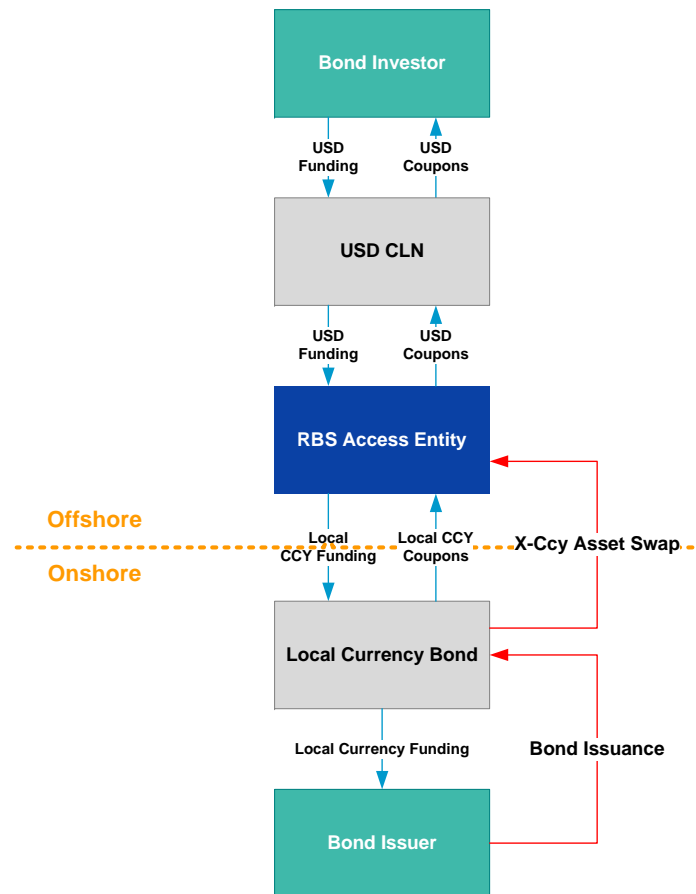 Bond Investor
USD
Funding
USD
Coupons
USD CLN
USD
Funding
USD
Coupons
RBS Access Entity
Offshore
Onshore
Local
CCY Funding
Local CCY
Coupons
X-Ccy Asset Swap
Local Currency Bond
Local Currency Funding
Bond Issuance
Bond Issuer